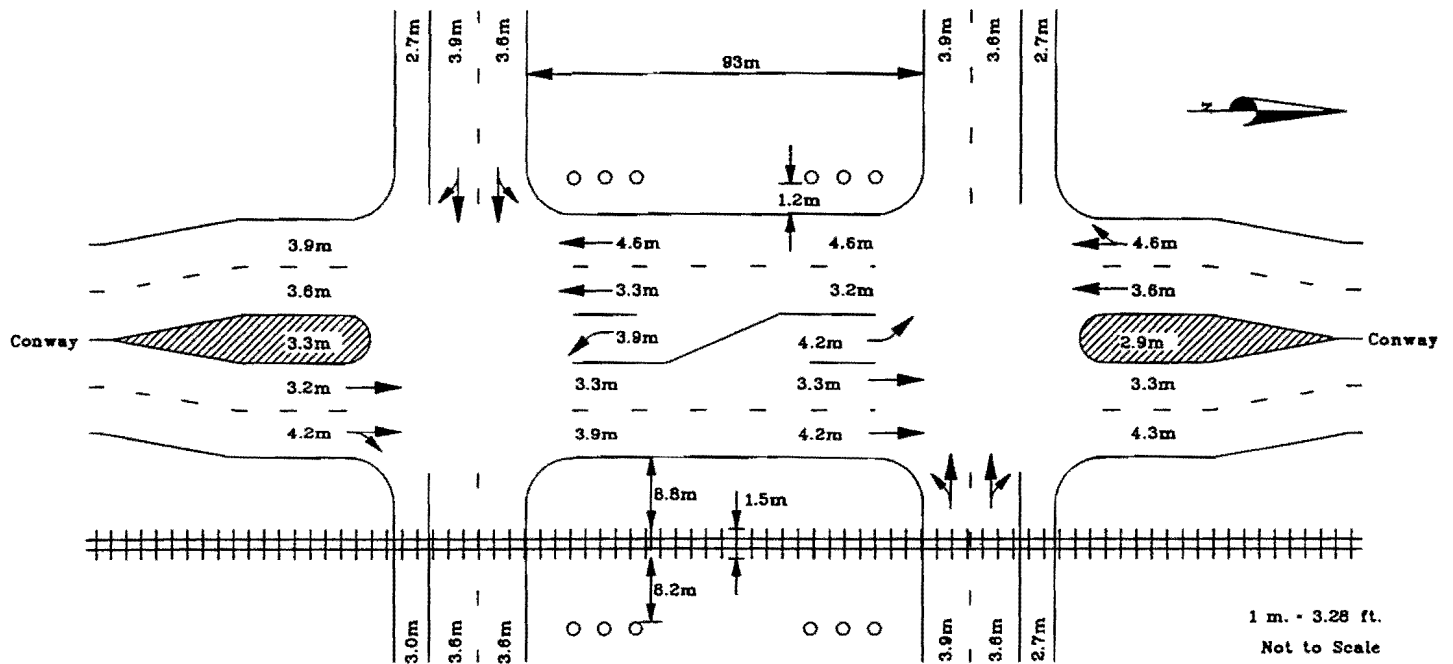 2.7m
3.9m
3.6m
93m
3.9m
3.6m
2.7m
N
1.2m
3.9m
4.6m
4.6m
4.6m
3.6m
3.3m
3.2m
3.6m
Conway
3.3m
3.9m
4.2m
2.9m
Conway
3.2m
3.3m
3.3m
3.3m
4.2m
3.9m
4.2m
4.3m
8.8m
1.5m
8.2m
3.0m
3.6m
3.6m
3.9m
3.6m
2.7m
1 m. - 3.28 ft.
Not to Scale